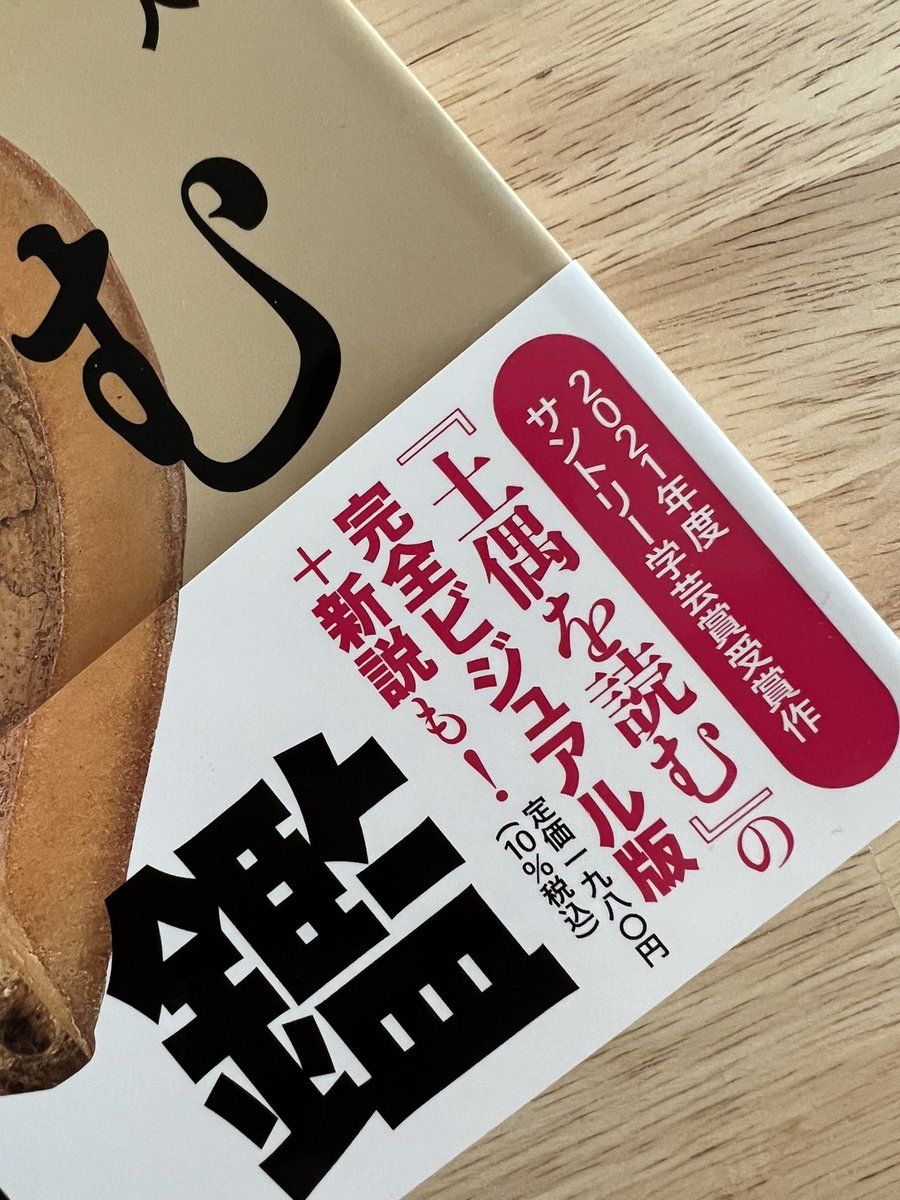 む
2021年度
サントリー学芸賞受賞作
『土偶を読む』の
完全ビジュアル版
+新説も!
定価一九八〇円
(10%税込)
鑑